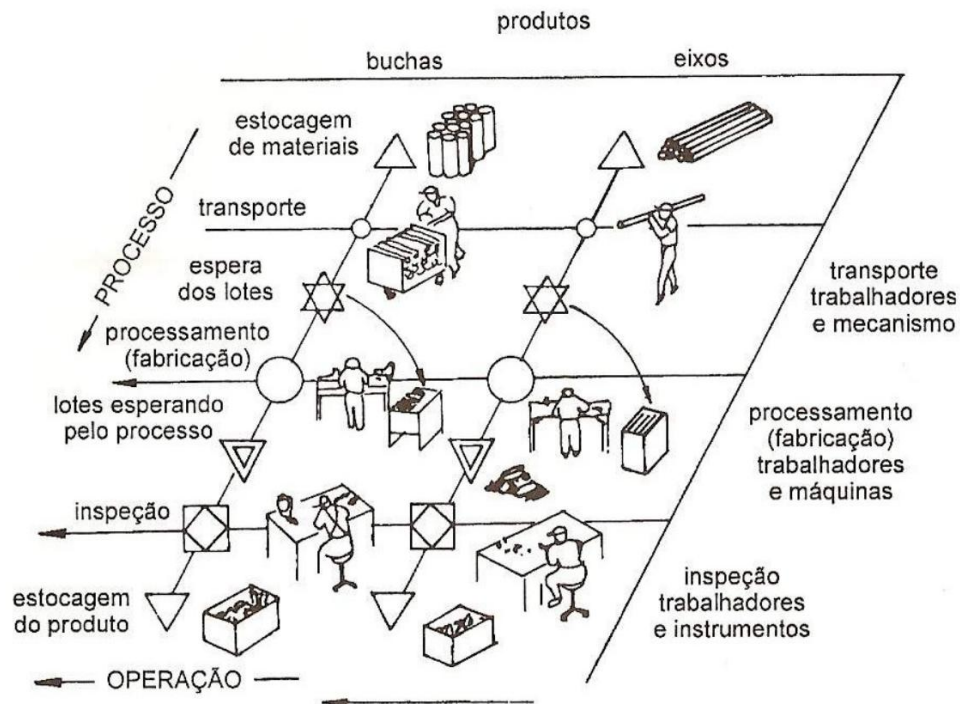 produtos
buchas
eixos
estocagem
de materiais
transporte
PROCESSO
espera
dos lotes
transporte
trabalhadores
e mecanismo
processamento
(fabricação)
lotes esperando
pelo processo
processamento
(fabricação)
trabalhadores
e máquinas
inspeção
inspeção
trabalhadores
e instrumentos
estocagem
do produto
OPERAÇÃO